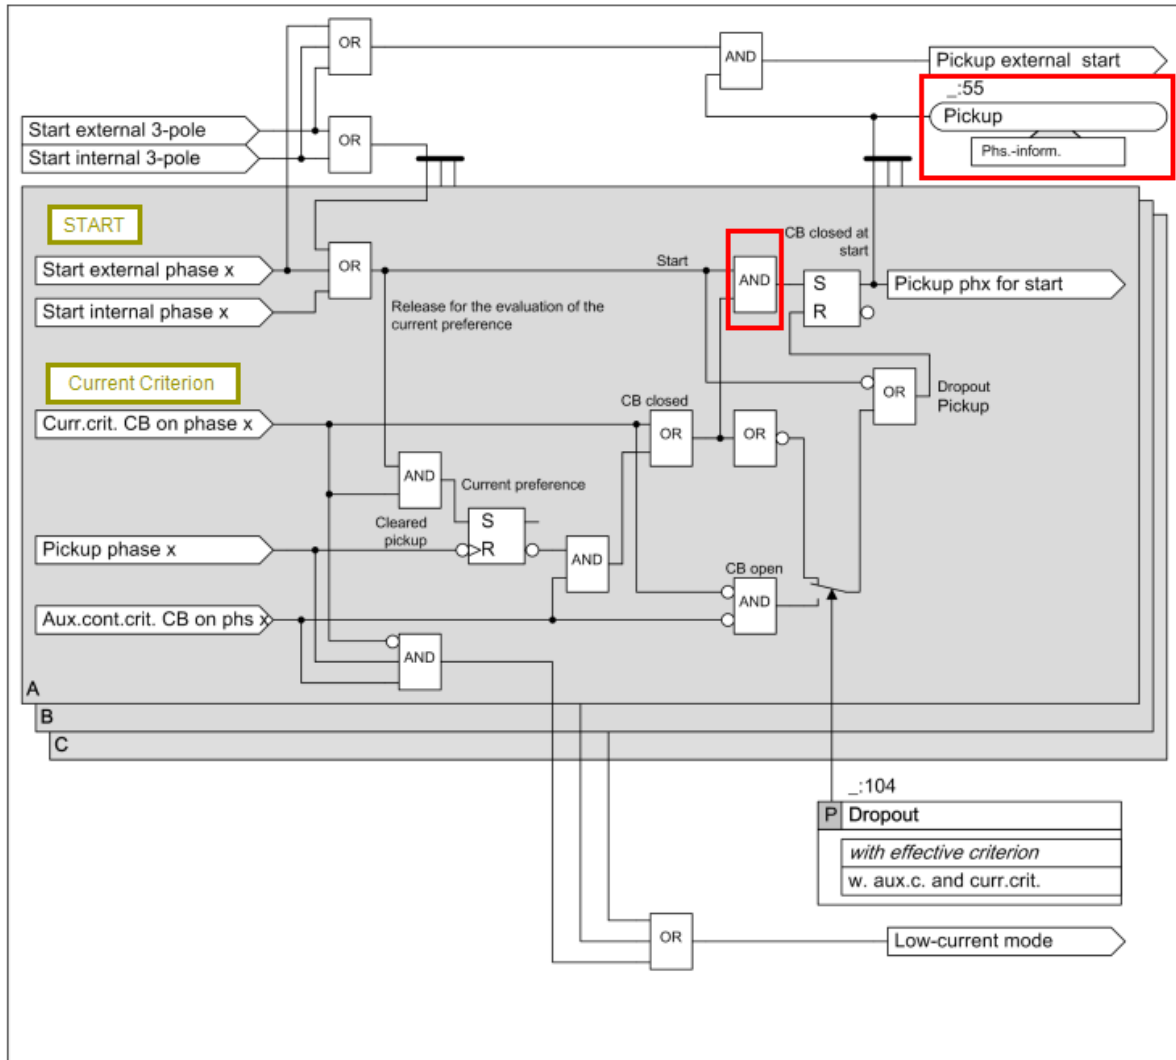 OR
AND
Pickup external start
_:55
Pickup
Phs.-inform.
Start external 3-pole
Start internal 3-pole
OR
START
CB closed at
start
Start external phase x
OR
Start
AND
S
R
Pickup phx for start
Start internal phase x
Release for the evaluation of the
current preference
Current Criterion
OR
Dropout
Pickup
CB closed
Curr.crit. CB on phase x
OR
OR
AND
Current preference
S
R
Cleared
pickup
Pickup phase x
AND
CB open
AND
Aux.cont.crit. CB on phs x
AND
A
B
C
_:104
P Dropout
with effective criterion
w. aux.c. and curr.crit.
OR
Low-current mode